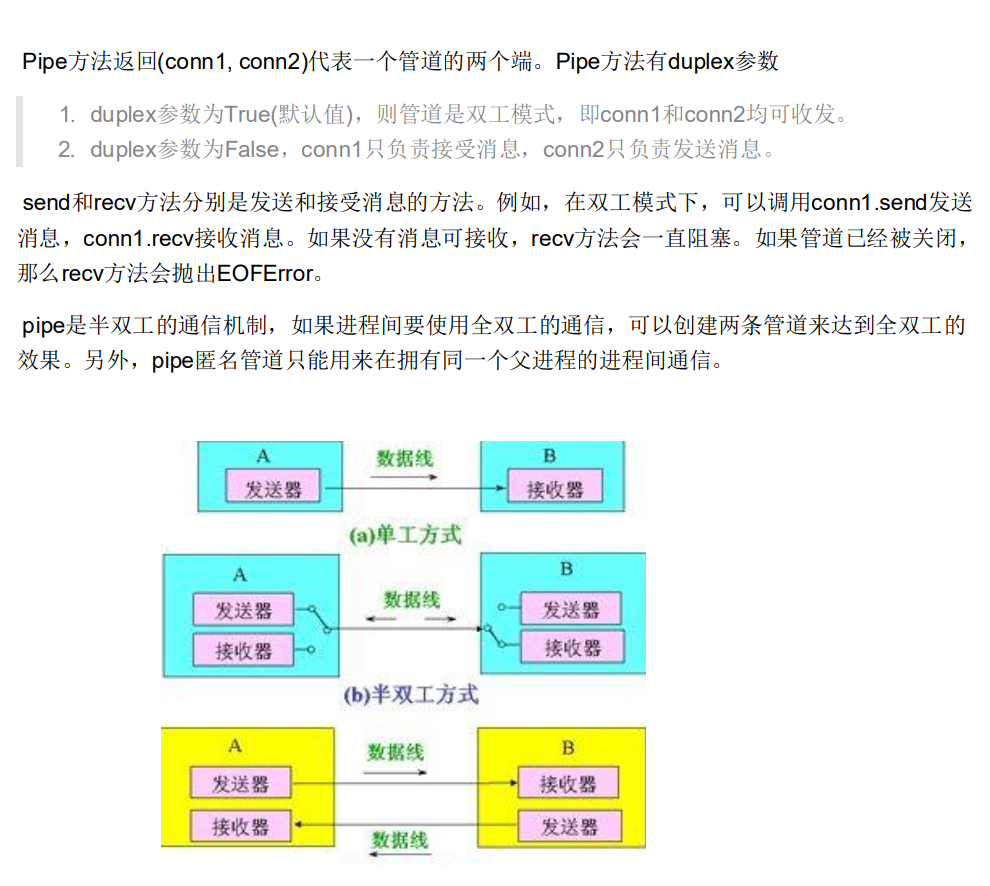 Pipe方法返回(conn1, conn2)代表一个管道的两个端。Pipe方法有duplex参数
1. duplex参数为True(默认值)，则管道是双工模式，即conn1和conn2均可收发。
2. duplex参数为False，conn1只负责接受消息，conn2只负责发送消息。
send和recv方法分别是发送和接受消息的方法。例如，在双工模式下，可以调用conn1.send发送
消息，conn1.recv接收消息。如果没有消息可接收，recv方法会一直阻塞。如果管道已经被关闭，
那么recv方法会抛出EOFError。
pipe是半双工的通信机制，如果进程间要使用全双工的通信，可以创建两条管道来达到全双工的
效果。另外，pipe匿名管道只能用来在拥有同一个父进程的进程间通信。
A
数据线
B
发送器
接收器
(a)单工方式
A
B
数据线
发送器
发送器
接收器
接收器
(b)半双工方式
A
数据线
B
发送器
接收器
接收器
发送器
数据线